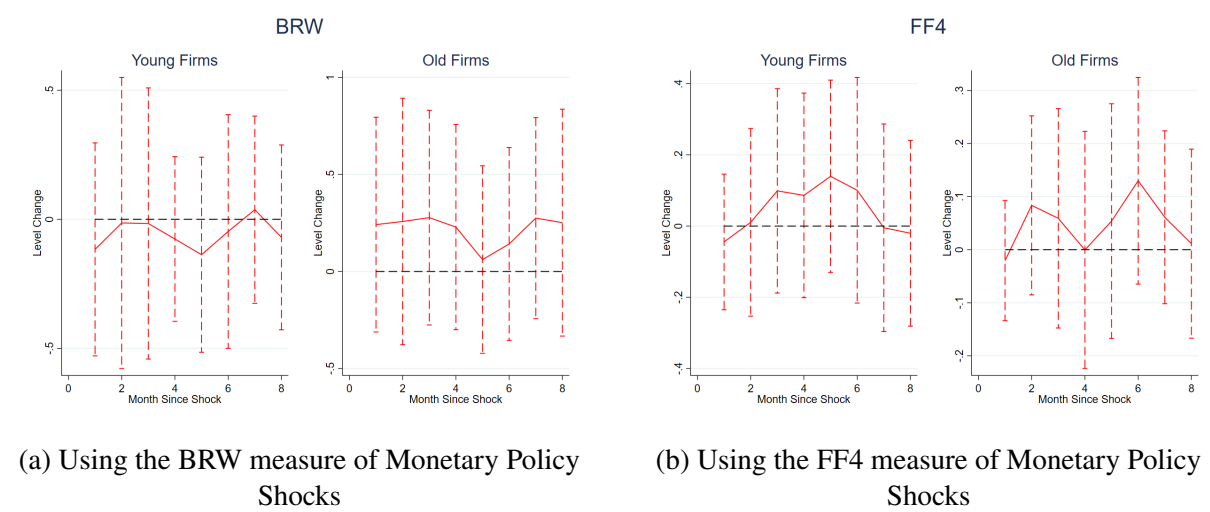 BRW
Young Firms
Old Firms
Level Change
.5
0
-.5
0
2
4
6
8
Month Since Shock
Level Change
1
.5
0
-.5
0
2
4
6
8
Month Since Shock
FF4
Young Firms
Old Firms
Level Change
.4
.2
0
-.2
-.4
0
2
4
6
8
Month Since Shock
Level Change
.3
.2
.1
0
-.1
-.2
0
2
4
6
8
Month Since Shock
(a) Using the BRW measure of Monetary Policy
Shocks
(b) Using the FF4 measure of Monetary Policy
Shocks